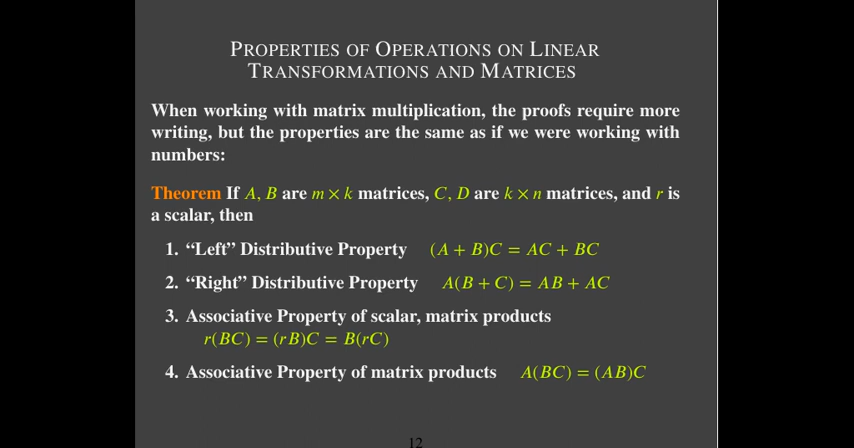 PROPERTIES OF OPERATIONS ON LINEAR
TRANSFORMATIONS AND MATRICES
When working with matrix multiplication, the proofs require more
writing, but the properties are the same as if we were working with
numbers:
Theorem If A, B are m × k matrices, C, D are k × n matrices, and r is
a scalar, then
1. “Left” Distributive Property (A + B)C = AC + BC
2. “Right” Distributive Property A(B + C) = AB + AC
3. Associative Property of scalar, matrix products
r(BC) = (rB)C = B(rC)
4. Associative Property of matrix products A(BC) = (AB)C
12